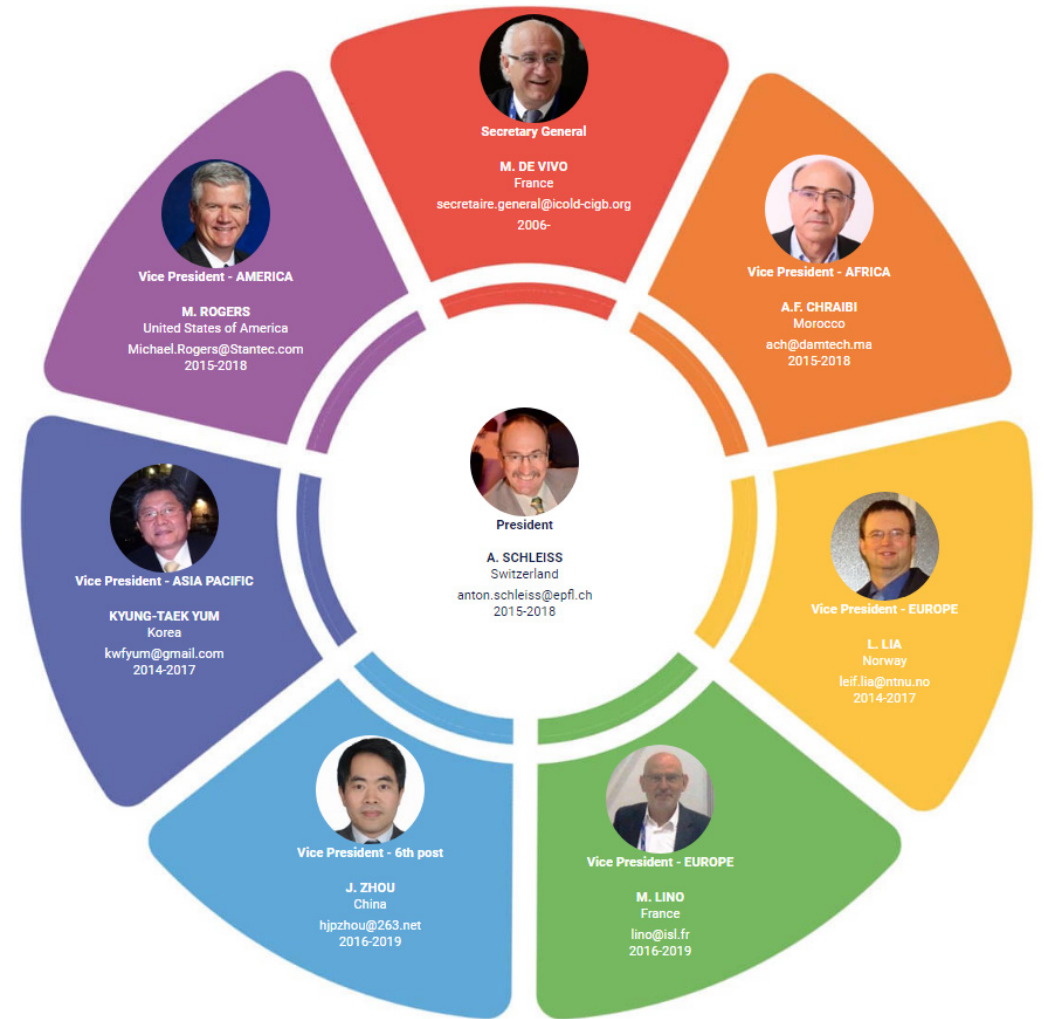 Secretary General
M. DE VIVO
France
secretaire.general@icold-cigb.org
2006-
Vice President - AFRICA
A.F. CHRAIBI
Morocco
ach@damtech.ma
2015-2018
Vice President - EUROPE
L. LIA
Norway
leif.lia@ntnu.no
2014-2017
Vice President - EUROPE
M. LINO
France
lino@isl.fr
2016-2019
Vice President - 6th post
J. ZHOU
China
hjpzhou@263.net
2016-2019
Vice President - ASIA PACIFIC
KYUNG-TAEK YUM
Korea
kwfyum@gmail.com
2014-2017
Vice President - AMERICA
M. ROGERS
United States of America
Michael.Rogers@Stantec.com
2015-2018
President
A. SCHLEISS
Switzerland
anton.schleiss@epfl.ch
2015-2018